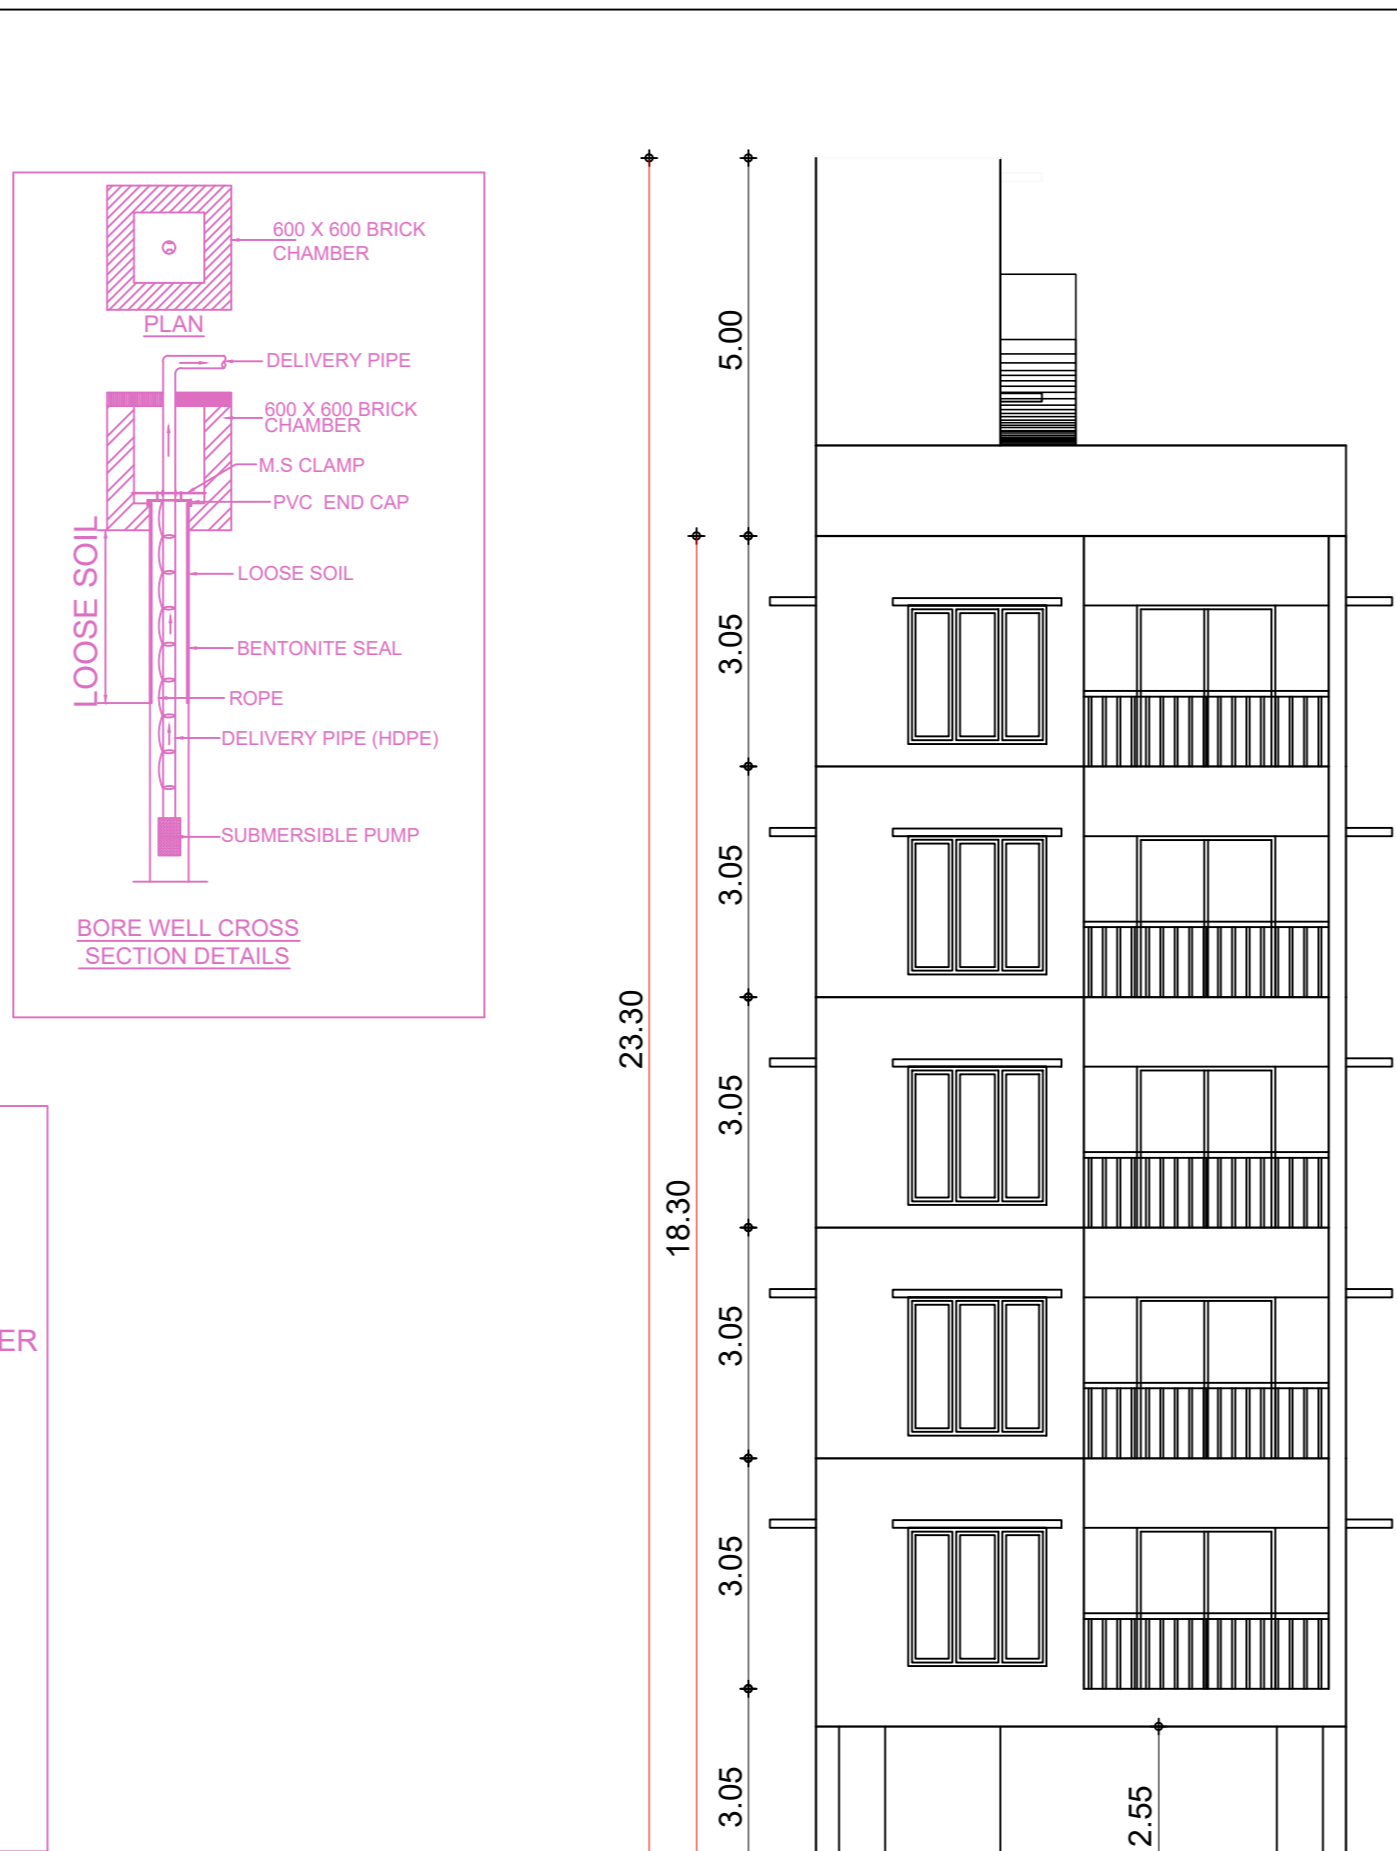 600 X 600 BRICK
CHAMBER
PLAN
DELIVERY PIPE
600 X 600 BRICK
CHAMBER
M.S CLAMP
PVC END CAP
LOOSE SOIL
LOOSE SOIL
BENTONITE SEAL
ROPE
DELIVERY PIPE (HDPE)
SUBMERSIBLE PUMP
BORE WELL CROSS
SECTION DETAILS
ER
23.30
18.30
5.00
3.05
3.05
3.05
3.05
3.05
3.05
2.55